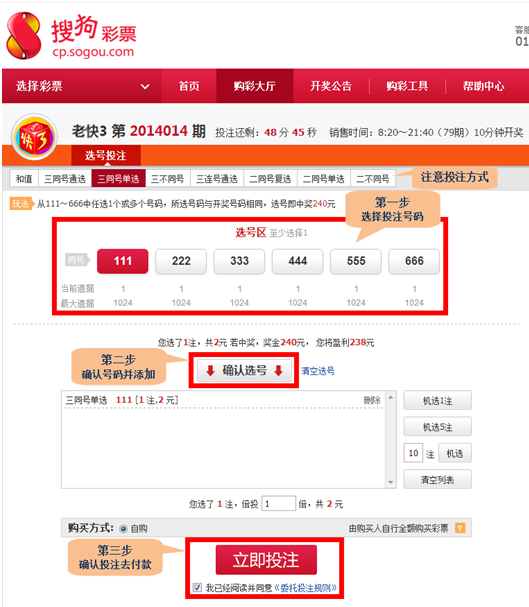 搜狗彩票
cp.sogou.com
客服
01
选择彩票 首页 购彩大厅 开奖公告 购彩工具 帮助中心
快3
老快3 第 2014014 期 投注还剩：48 分 45 秒 销售时间：8:20～21:40（79期）10分钟开奖
选号投注
和值 三同号通选 三同号单选 三不同号 三连号通选 二同号复选 二同号单选 二不同号
注意投注方式
玩法 从111～666中任选1个或多个号码，所选号码与开奖号码相同，选号即中奖240元
第一步
选择投注号码
选号区 至少选择1
同号 111 222 333 444 555 666
当前遗漏 1 1 1 1 1 1
最大遗漏 1024 1024 1024 1024 1024 1024
您选了1注，共2元 若中奖，奖金240元， 您将盈利238元
第二步
确认号码并添加
确认选号 清空选号
三同号单选 111 [1 注,2 元] 删除
机选1注
机选5注
10 注 机选
清空列表
您选了 1 注，倍投 1 倍，共 2 元
购买方式： 自购 由购买人自行全额购买彩票 ?
第三步
确认投注去付款
立即投注
我已经阅读并同意《委托投注规则》